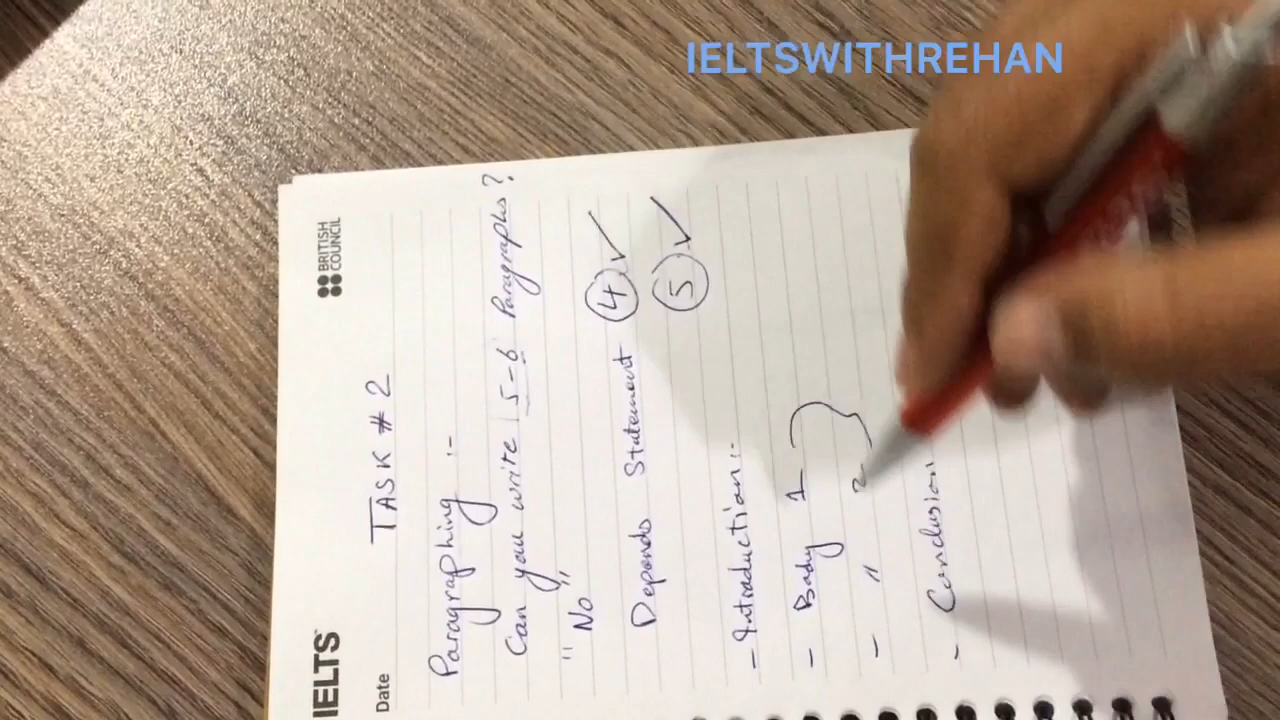 IELTSWITHREHAN
IELTS
BRITISH
COUNCIL
Date
TASK # 2
Paragraphing :-
Can you write 5-6 Paragraphs?
"No"
Depends Statement 4 ✓
5 ✓
- Introduction :-
- Body 1
- " 2
- Conclusion